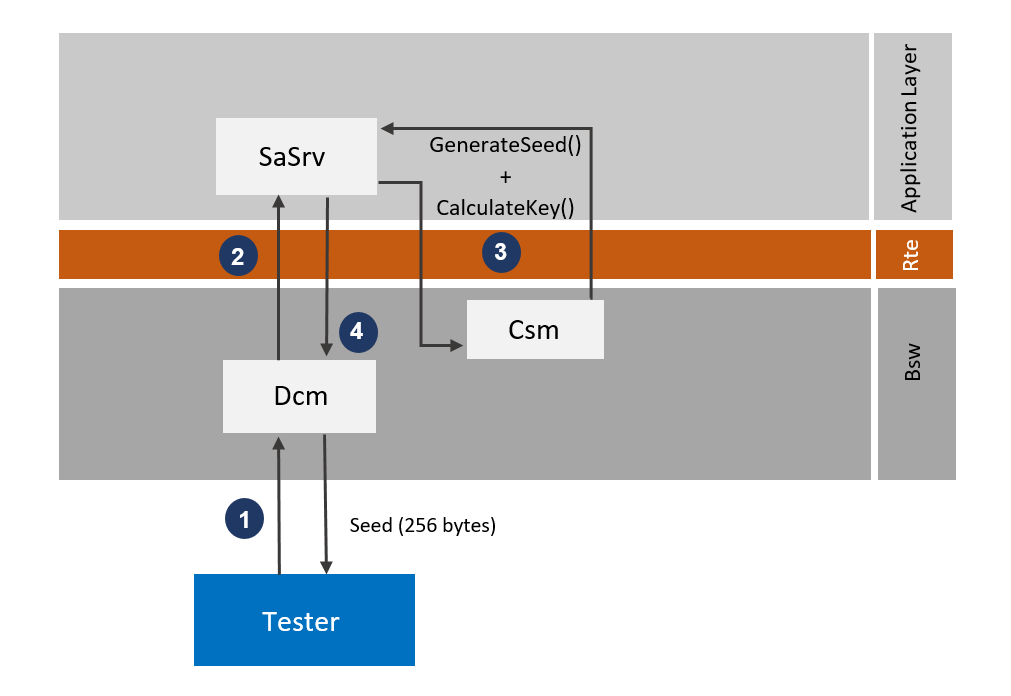 Application Layer
SaSrv
GenerateSeed()
+
CalculateKey()
2
3
Rte
4
Csm
Bsw
Dcm
1
Seed (256 bytes)
Tester